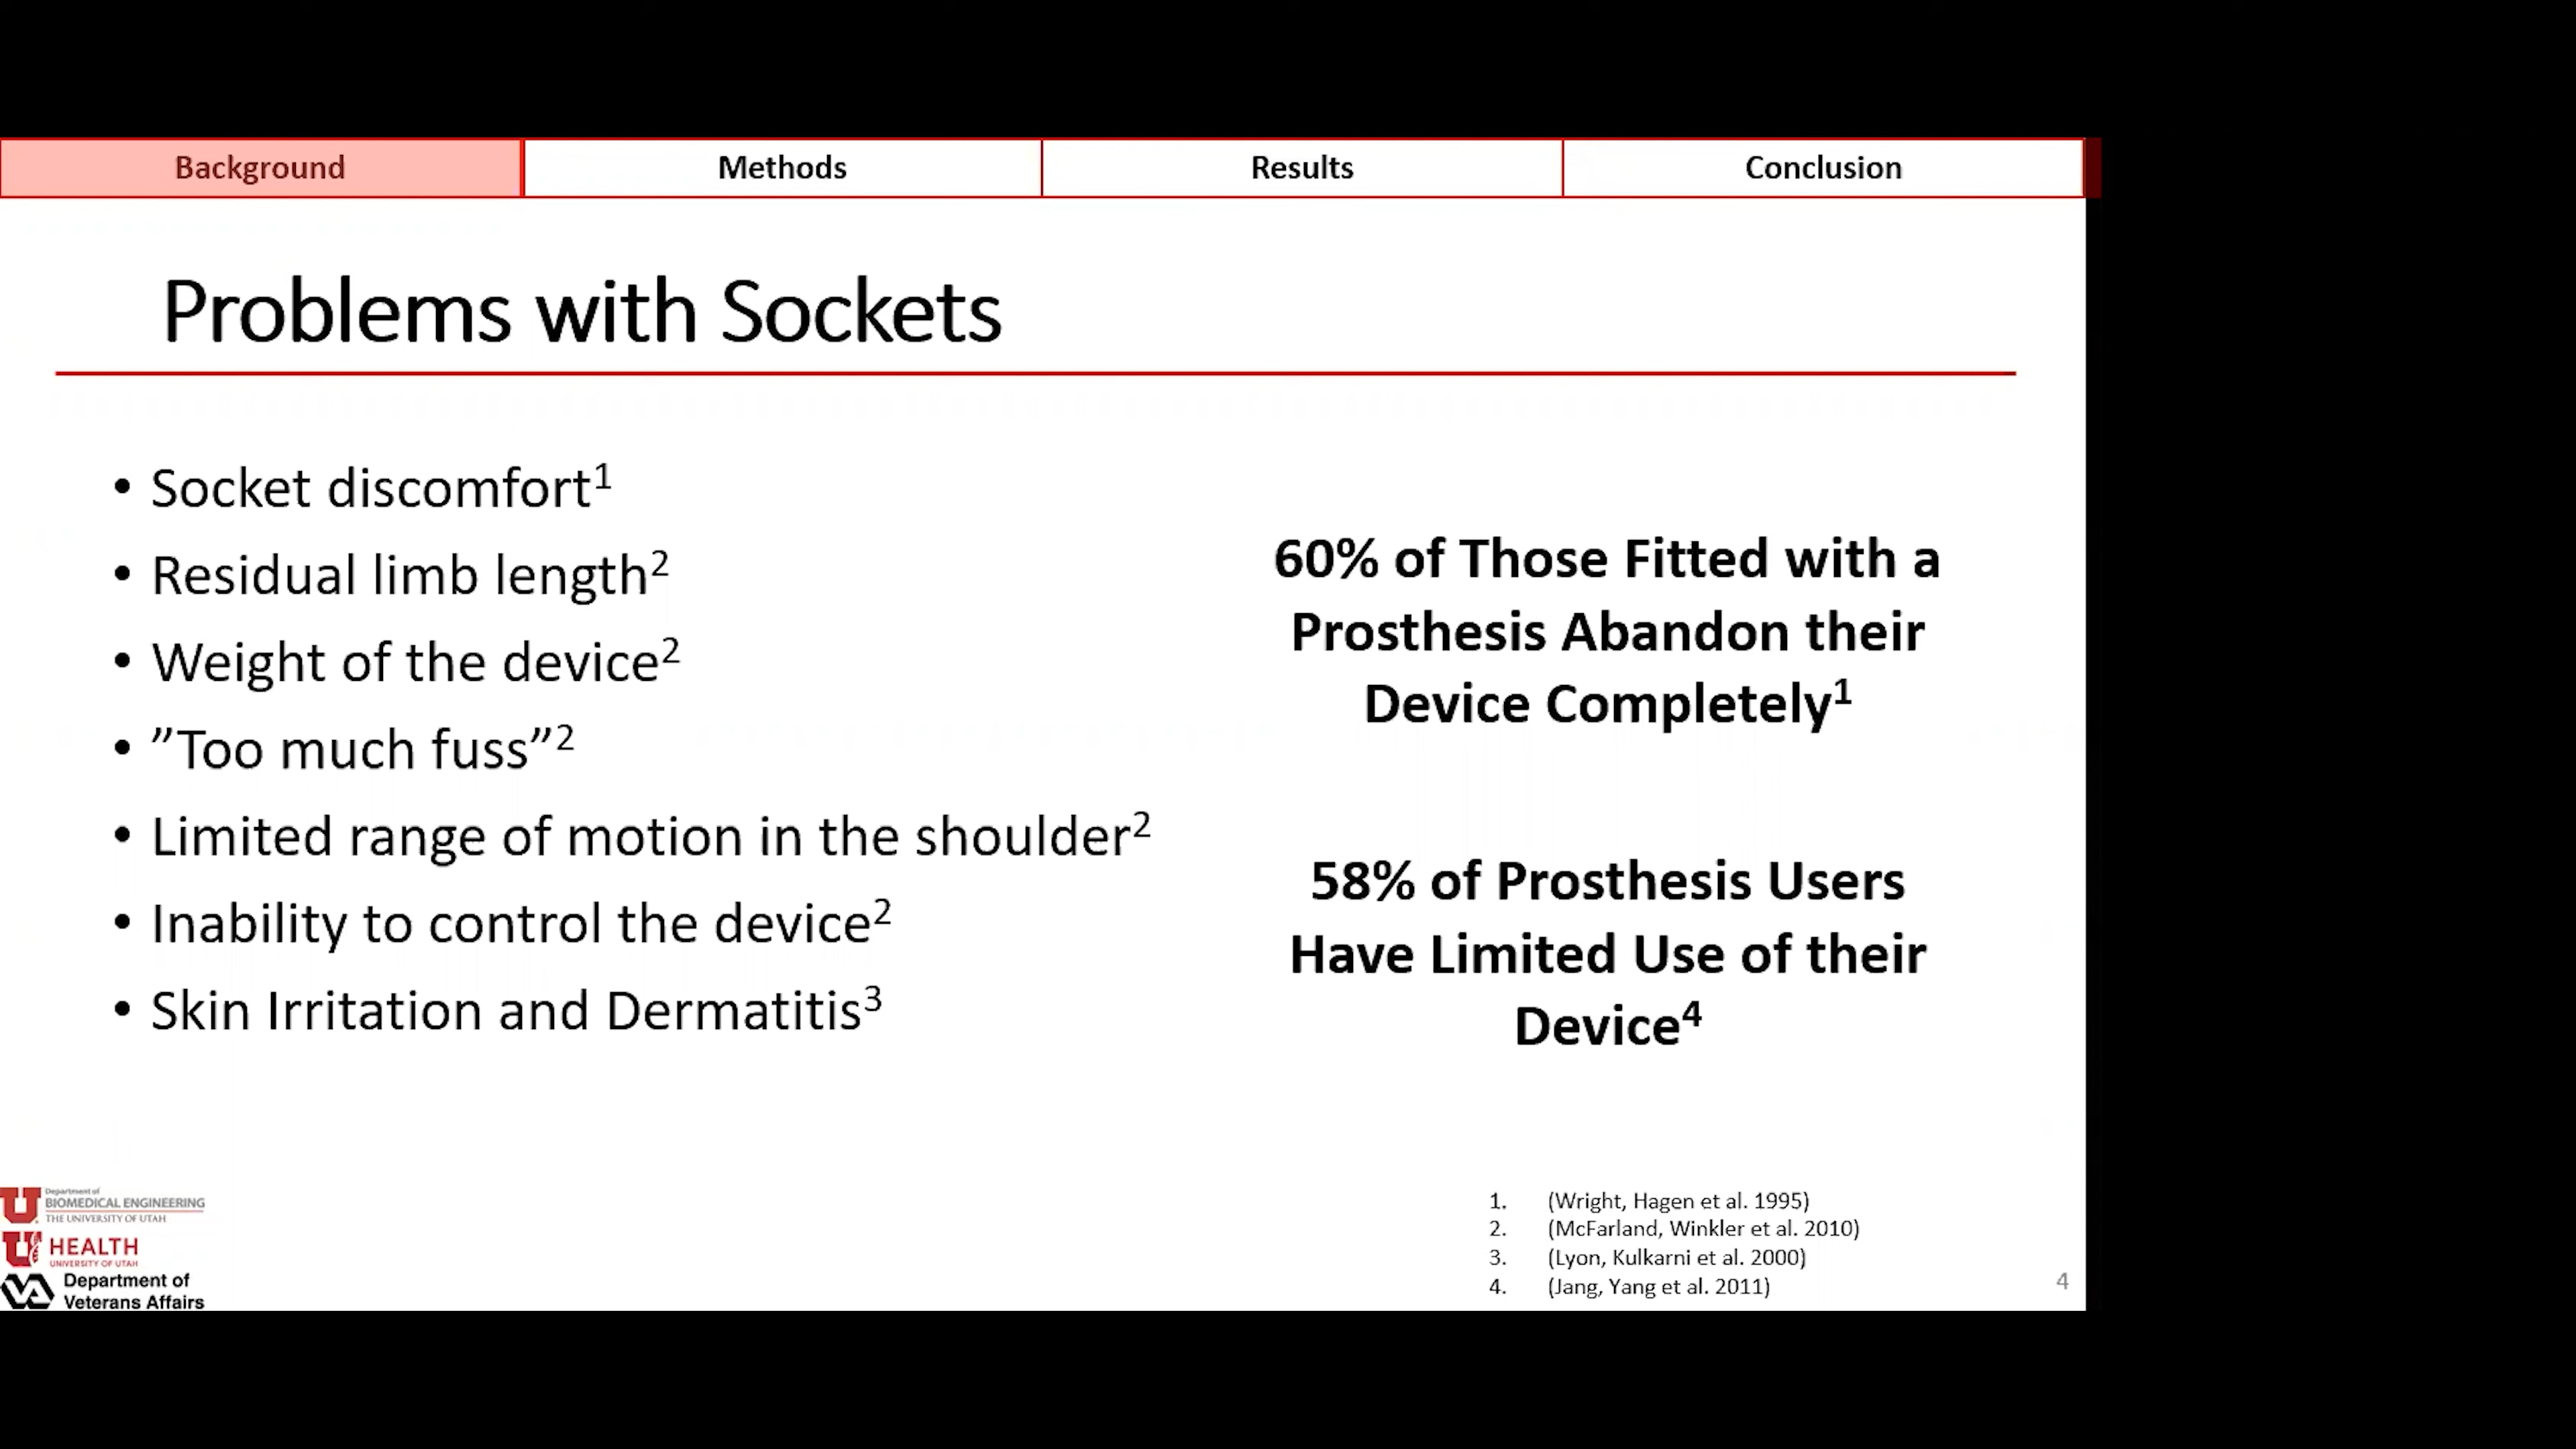 Background Methods Results Conclusion
Problems with Sockets
• Socket discomfort¹
• Residual limb length²
• Weight of the device²
• ”Too much fuss”²
• Limited range of motion in the shoulder²
• Inability to control the device²
• Skin Irritation and Dermatitis³
60% of Those Fitted with a
Prosthesis Abandon their
Device Completely¹
58% of Prosthesis Users
Have Limited Use of their
Device⁴
Department of
BIOMEDICAL ENGINEERING
THE UNIVERSITY OF UTAH
HEALTH
UNIVERSITY OF UTAH
VA
Department of
Veterans Affairs
1. (Wright, Hagen et al. 1995)
2. (McFarland, Winkler et al. 2010)
3. (Lyon, Kulkarni et al. 2000)
4. (Jang, Yang et al. 2011)
4